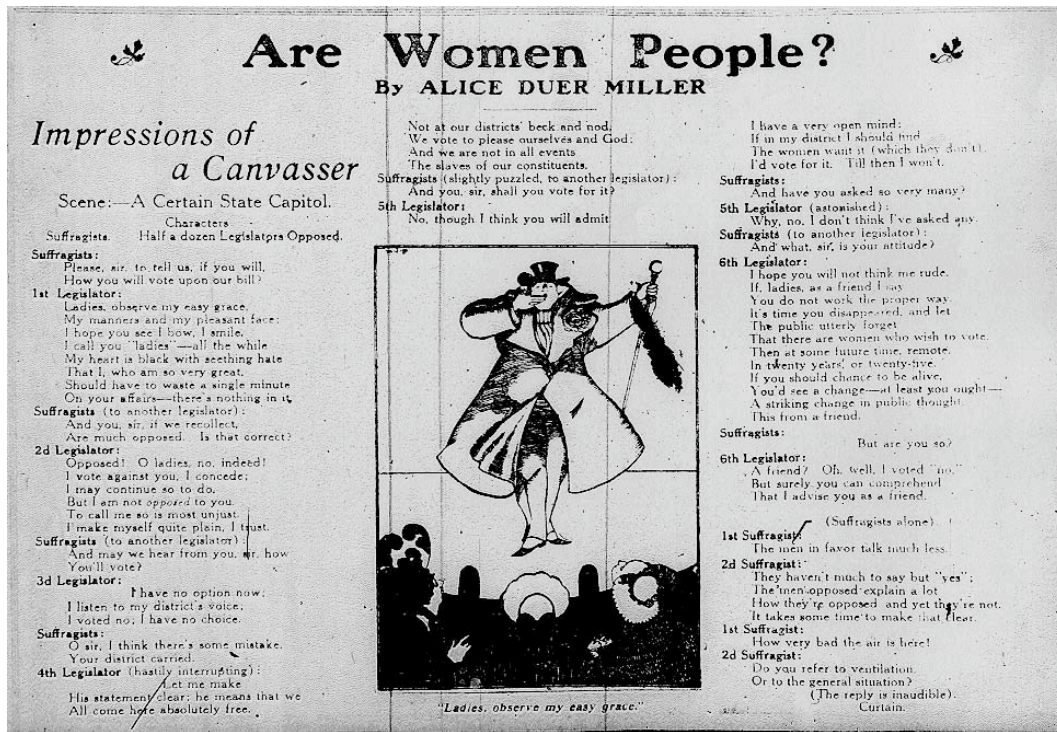 Are Women People?
By ALICE DUER MILLER
Impressions of
a Canvasser
Scene:—A Certain State Capitol.
Characters
Suffragists. Half a dozen Legislators Opposed.
Suffragists:
Please, sir, to tell us, if you will,
How you will vote upon our bill?
1st Legislator:
Ladies, observe my easy grace,
My manners and my pleasant face;
I hope you see I bow, I smile,
I call you "ladies"—all the while
My heart is black with seething hate
That I, who am so very great,
Should have to waste a single minute
On your affairs—there's nothing in it,
Suffragists (to another legislator):
And you, sir, if we recollect,
Are much opposed. Is that correct?
2d Legislator:
Opposed! O ladies, no, indeed!
I vote against you, I concede;
I may continue so to do,
But I am not opposed to you.
To call me so is most unjust.
I make myself quite plain, I trust.
Suffragists (to another legislator):
And may we hear from you, sir, how
You'll vote?
3d Legislator:
I have no option now;
I listen to my district's voice;
I voted no; I have no choice.
Suffragists:
O sir, I think there's some mistake,
Your district carried.
4th Legislator (hastily interrupting):
Let me make
His statement clear; he means that we
All come here absolutely free.
Not at our districts' beck and nod,
We vote to please ourselves and God;
And we are not in all events
The slaves of our constituents.
Suffragists (slightly puzzled, to another legislator):
And you, sir, shall you vote for it?
5th Legislator:
No, though I think you will admit
"Ladies, observe my easy grace."
I have a very open mind;
If in my district I should find
The women want it (which they don't),
I'd vote for it. Till then I won't.
Suffragists:
And have you asked so very many?
5th Legislator (astonished):
Why, no, I don't think I've asked any.
Suffragists (to another legislator):
And what, sir, is your attitude?
6th Legislator:
I hope you will not think me rude,
If, ladies, as a friend I say
You do not work the proper way.
It's time you disappeared, and let
The public utterly forget
That there are women who wish to vote.
Then at some future time, remote,
In twenty years, or twenty-five,
If you should chance to be alive,
You'd see a change—at least you ought—
A striking change in public thought.
This from a friend.
Suffragists:
But are you so?
6th Legislator:
A friend? Oh, well, I voted "no,"
But surely you can comprehend
That I advise you as a friend.
(Suffragists alone)
1st Suffragist:
The men in favor talk much less.
2d Suffragist:
They haven't much to say but "yes";
The men opposed explain a lot
How they're opposed and yet they're not.
It takes some time to make that clear.
1st Suffragist:
How very bad the air is here!
2d Suffragist:
Do you refer to ventilation,
Or to the general situation?
(The reply is inaudible).
Curtain.